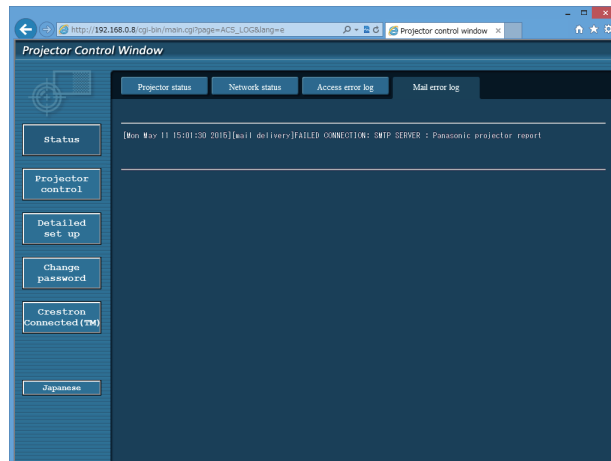 http://192.168.0.8/cgi-bin/main.cgi?page=ACS_LOG&lang=e
Projector control window
Projector Control Window
Projector status
Network status
Access error log
Mail error log
[Mon May 11 15:01:30 2015][mail delivery]FAILED CONNECTION: SMTP SERVER : Panasonic projector report
Status
Projector
control
Detailed
set up
Change
password
Crestron
Connected(TM)
Japanese